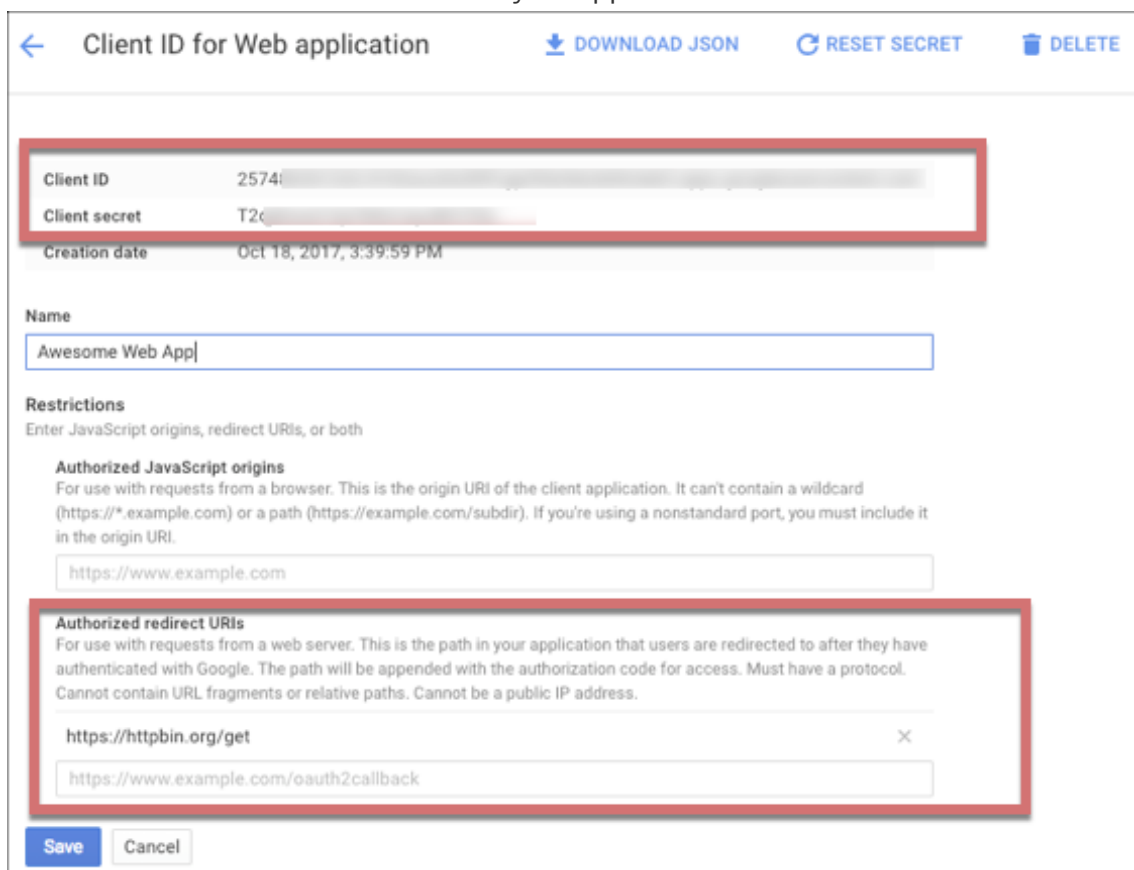 Client ID for Web application
DOWNLOAD JSON
RESET SECRET
DELETE
Client ID 2574
Client secret T2
Creation date Oct 18, 2017, 3:39:59 PM
Name
Awesome Web App
Restrictions
Enter JavaScript origins, redirect URIs, or both
Authorized JavaScript origins
For use with requests from a browser. This is the origin URI of the client application. It can't contain a wildcard
(https://*.example.com) or a path (https://example.com/subdir). If you're using a nonstandard port, you must include it
in the origin URI.
https://www.example.com
Authorized redirect URIs
For use with requests from a web server. This is the path in your application that users are redirected to after they have
authenticated with Google. The path will be appended with the authorization code for access. Must have a protocol.
Cannot contain URL fragments or relative paths. Cannot be a public IP address.
https://httpbin.org/get
https://www.example.com/oauth2callback
Save Cancel